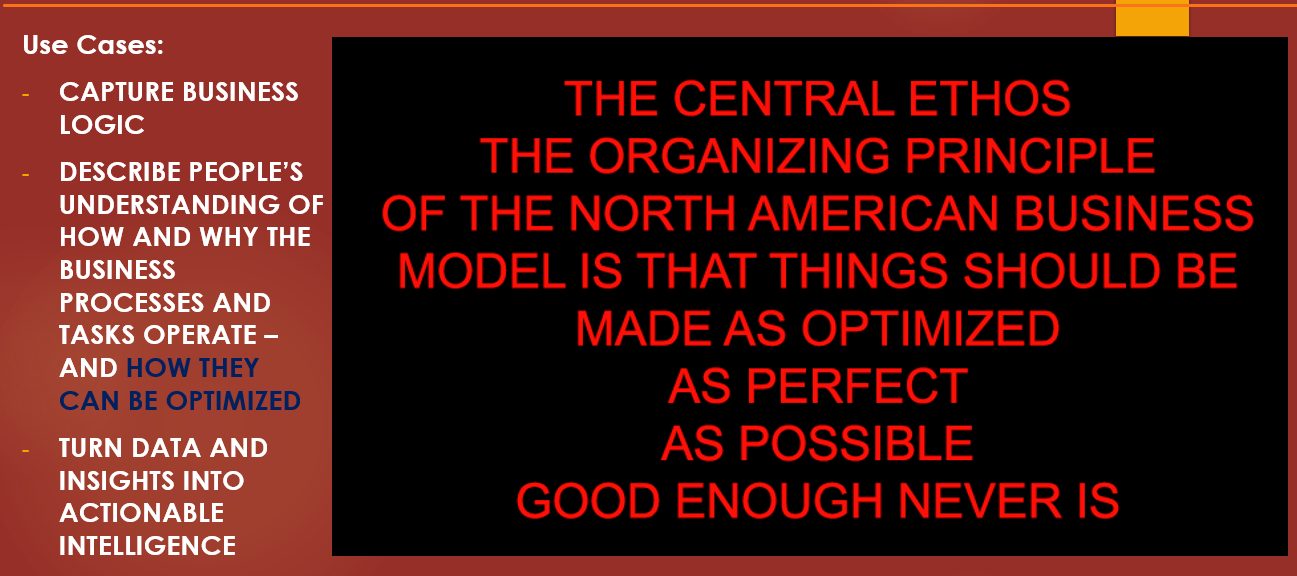 Use Cases:
- CAPTURE BUSINESS
LOGIC
- DESCRIBE PEOPLE’S
UNDERSTANDING OF
HOW AND WHY THE
BUSINESS
PROCESSES AND
TASKS OPERATE –
AND HOW THEY
CAN BE OPTIMIZED
- TURN DATA AND
INSIGHTS INTO
ACTIONABLE
INTELLIGENCE
THE CENTRAL ETHOS
THE ORGANIZING PRINCIPLE
OF THE NORTH AMERICAN BUSINESS
MODEL IS THAT THINGS SHOULD BE
MADE AS OPTIMIZED
AS PERFECT
AS POSSIBLE
GOOD ENOUGH NEVER IS